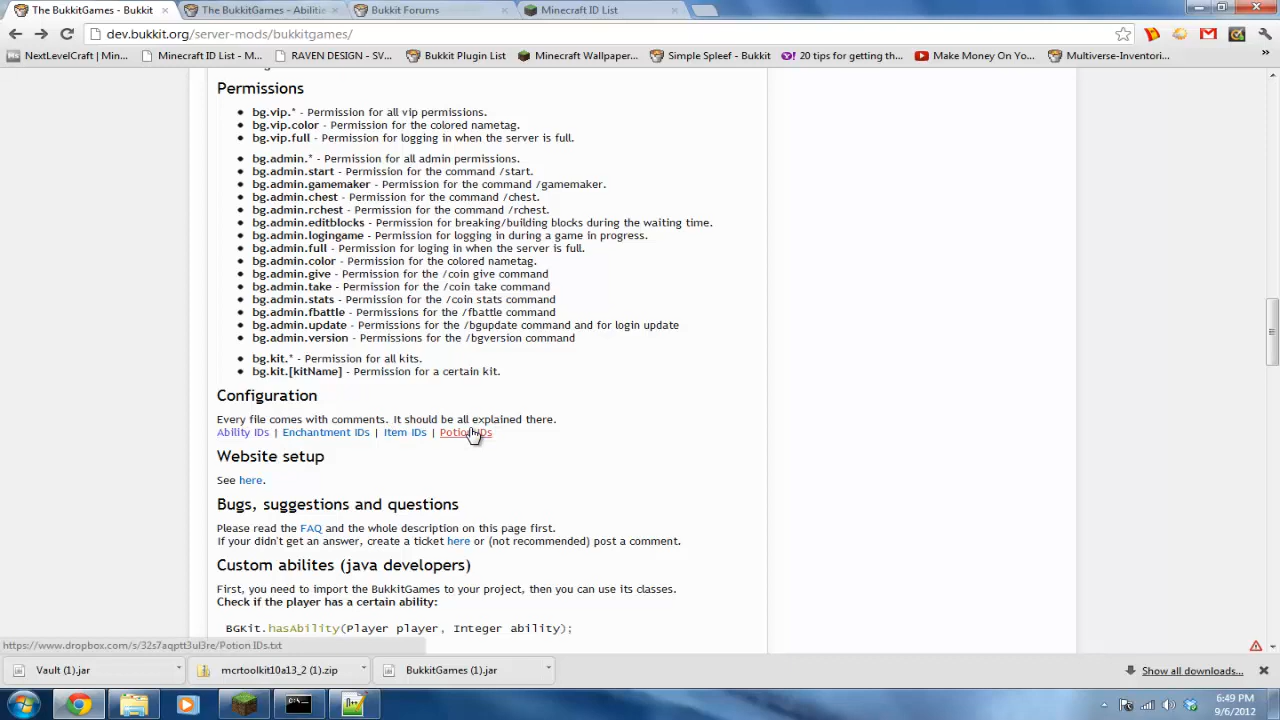 The BukkitGames - Bukkit
The BukkitGames - Abilitie
Bukkit Forums
Minecraft ID List
dev.bukkit.org/server-mods/bukkitgames/
NextLevelCraft | Min...
Minecraft ID List - M...
RAVEN DESIGN - SV...
Bukkit Plugin List
Minecraft Wallpaper...
Simple Spleef - Bukkit
20 tips for getting th...
Make Money On Yo...
Multiverse-Inventori...
Permissions
bg.vip.* - Permission for all vip permissions.
bg.vip.color - Permission for the colored nametag.
bg.vip.full - Permission for logging in when the server is full.
bg.admin.* - Permission for all admin permissions.
bg.admin.start - Permission for the command /start.
bg.admin.gamemaker - Permission for the command /gamemaker.
bg.admin.chest - Permission for the command /chest.
bg.admin.rchest - Permission for the command /rchest.
bg.admin.editblocks - Permission for breaking/building blocks during the waiting time.
bg.admin.logingame - Permission for logging in during a game in progress.
bg.admin.full - Permission for loging in when the server is full.
bg.admin.color - Permission for the colored nametag.
bg.admin.give - Permission for the /coin give command
bg.admin.take - Permission for the /coin take command
bg.admin.stats - Permission for the /coin stats command
bg.admin.fbattle - Permissions for the /fbattle command
bg.admin.update - Permissions for the /bgupdate command and for login update
bg.admin.version - Permissions for the /bgversion command
bg.kit.* - Permission for all kits.
bg.kit.[kitName] - Permission for a certain kit.
Configuration
Every file comes with comments. It should be all explained there.
Ability IDs | Enchantment IDs | Item IDs | Potion IDs
Website setup
See here.
Bugs, suggestions and questions
Please read the FAQ and the whole description on this page first.
If your didn't get an answer, create a ticket here or (not recommended) post a comment.
Custom abilites (java developers)
First, you need to import the BukkitGames to your project, then you can use its classes.
Check if the player has a certain ability:
BGKit.hasAbility(Player player, Integer ability);
https://www.dropbox.com/s/32s7aqptt3ul3re/Potion IDs.txt
Vault (1).jar
mcrtoolkit10a13_2 (1).zip
BukkitGames (1).jar
Show all downloads...
6:49 PM
9/6/2012